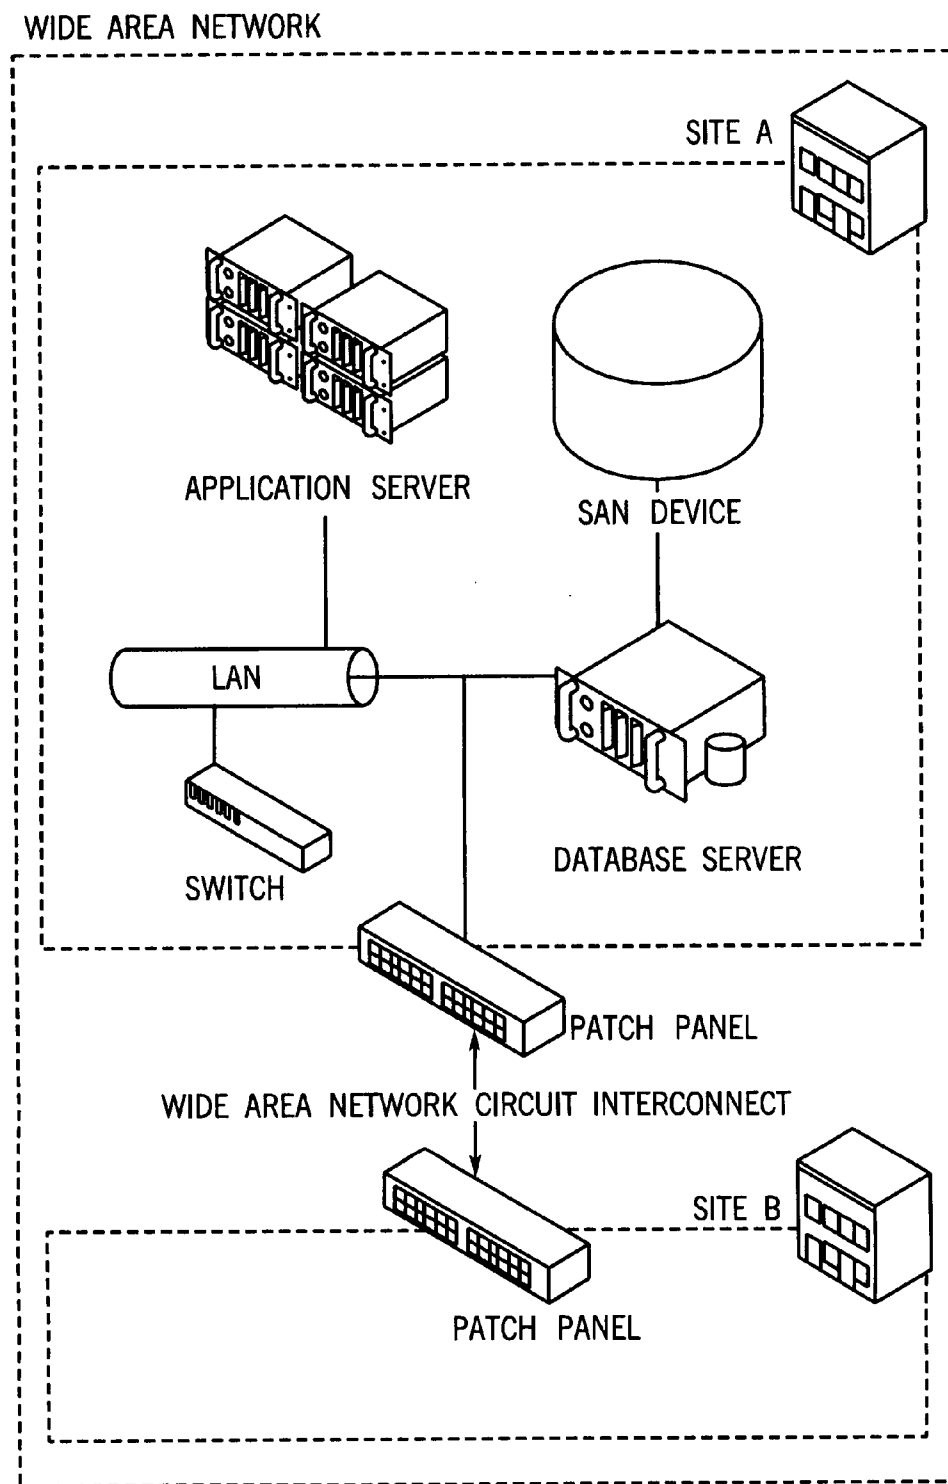 WIDE AREA NETWORK
SITE A
APPLICATION SERVER
SAN DEVICE
LAN
DATABASE SERVER
SWITCH
PATCH PANEL
WIDE AREA NETWORK CIRCUIT INTERCONNECT
SITE B
PATCH PANEL